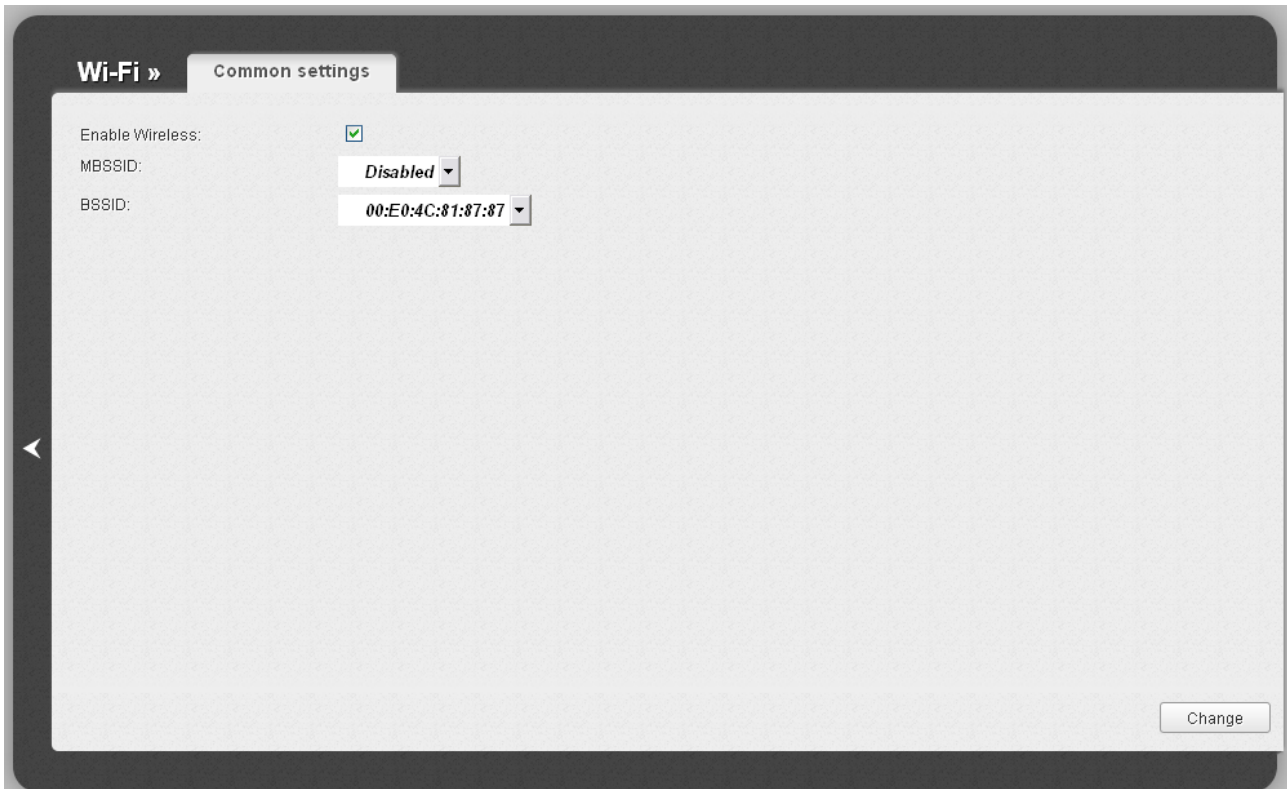 Wi-Fi » Common settings
Enable Wireless:
MBSSID: Disabled
BSSID: 00:E0:4C:81:87:87
Change